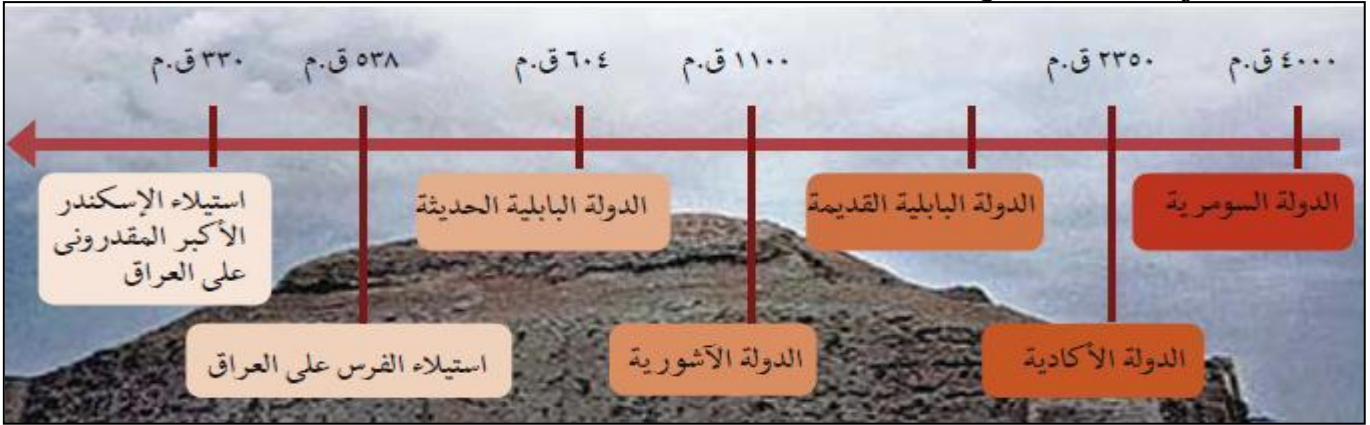 ٤٠٠٠ ق.م
٢٣٥٠ ق.م
١١٠٠ ق.م
٦٠٤ ق.م
٥٣٨ ق.م
٣٣٠ ق.م
الدولة السومرية
الدولة البابلية القديمة
الدولة البابلية الحديثة
استيلاء الإسكندر
الأكبر المقدرونى
على العراق
الدولة الأكادية
الدولة الآشورية
استيلاء الفرس على العراق